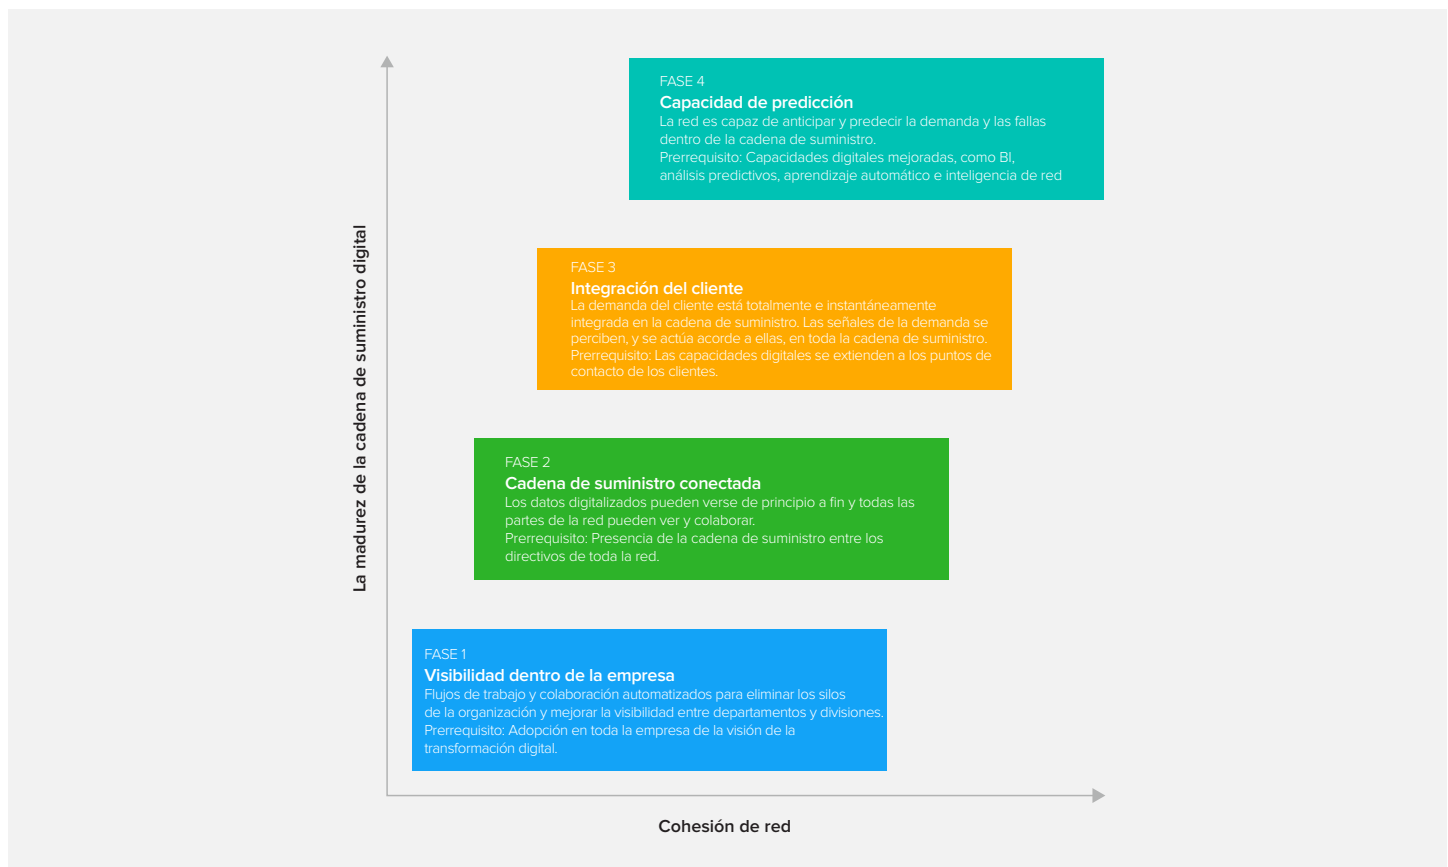 FASE 4
Capacidad de predicción
La red es capaz de anticipar y predecir la demanda y las fallas
dentro de la cadena de suministro.
Prerrequisito: Capacidades digitales mejoradas, como BI,
análisis predictivos, aprendizaje automático e inteligencia de red
FASE 3
Integración del cliente
La demanda del cliente está totalmente e instantáneamente
integrada en la cadena de suministro. Las señales de la demanda se
perciben, y se actúa acorde a ellas, en toda la cadena de suministro.
Prerrequisito: Las capacidades digitales se extienden a los puntos de
contacto de los clientes.
La madurez de la cadena de suministro digital
FASE 2
Cadena de suministro conectada
Los datos digitalizados pueden verse de principio a fin y todas las
partes de la red pueden ver y colaborar.
Prerrequisito: Presencia de la cadena de suministro entre los
directivos de toda la red.
FASE 1
Visibilidad dentro de la empresa
Flujos de trabajo y colaboración automatizados para eliminar los silos
de la organización y mejorar la visibilidad entre departamentos y divisiones.
Prerrequisito: Adopción en toda la empresa de la visión de la
transformación digital.
Cohesión de red